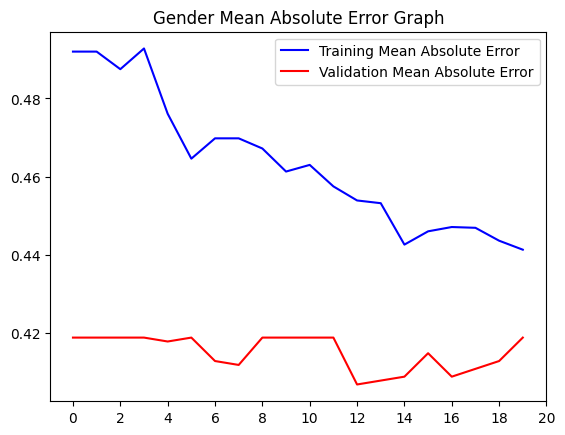 Gender Mean Absolute Error Graph
Training Mean Absolute Error
Validation Mean Absolute Error
0.48
0.46
0.44
0.42
0 2 4 6 8 10 12 14 16 18 20